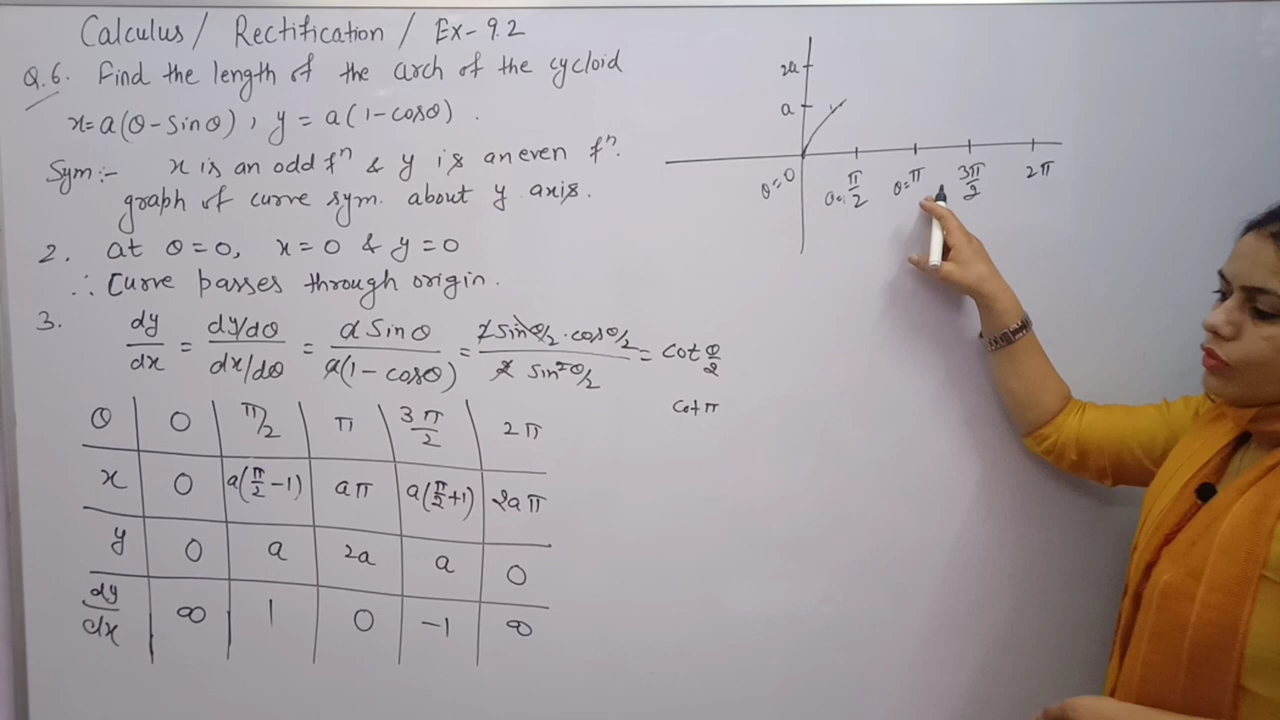 Calculus / Rectification / Ex-9.2
Q.6. Find the length of the arch of the cycloid
x=a(θ-sinθ), y=a(1-cosθ).
Sym:- x is an odd fⁿ & y is an even fⁿ.
graph of curve sym. about y axis.
2. at θ=0, x=0 & y=0
∴ Curve passes through origin.
3. dy/dx = (dy/dθ)/(dx/dθ) = a sinθ/a(1-cosθ) = 2 sin θ/2 · cos θ/2 / 2 sin² θ/2 = cot θ/2
cot π
θ | 0 | π/2 | π | 3π/2 | 2π
x | 0 | a(π/2-1) | aπ | a(π/2+1) | 2aπ
y | 0 | a | 2a | a | 0
dy/dx | ∞ | 1 | 0 | -1 | ∞
2a
a
θ=0 θ=π/2 θ=π 3π/2 2π